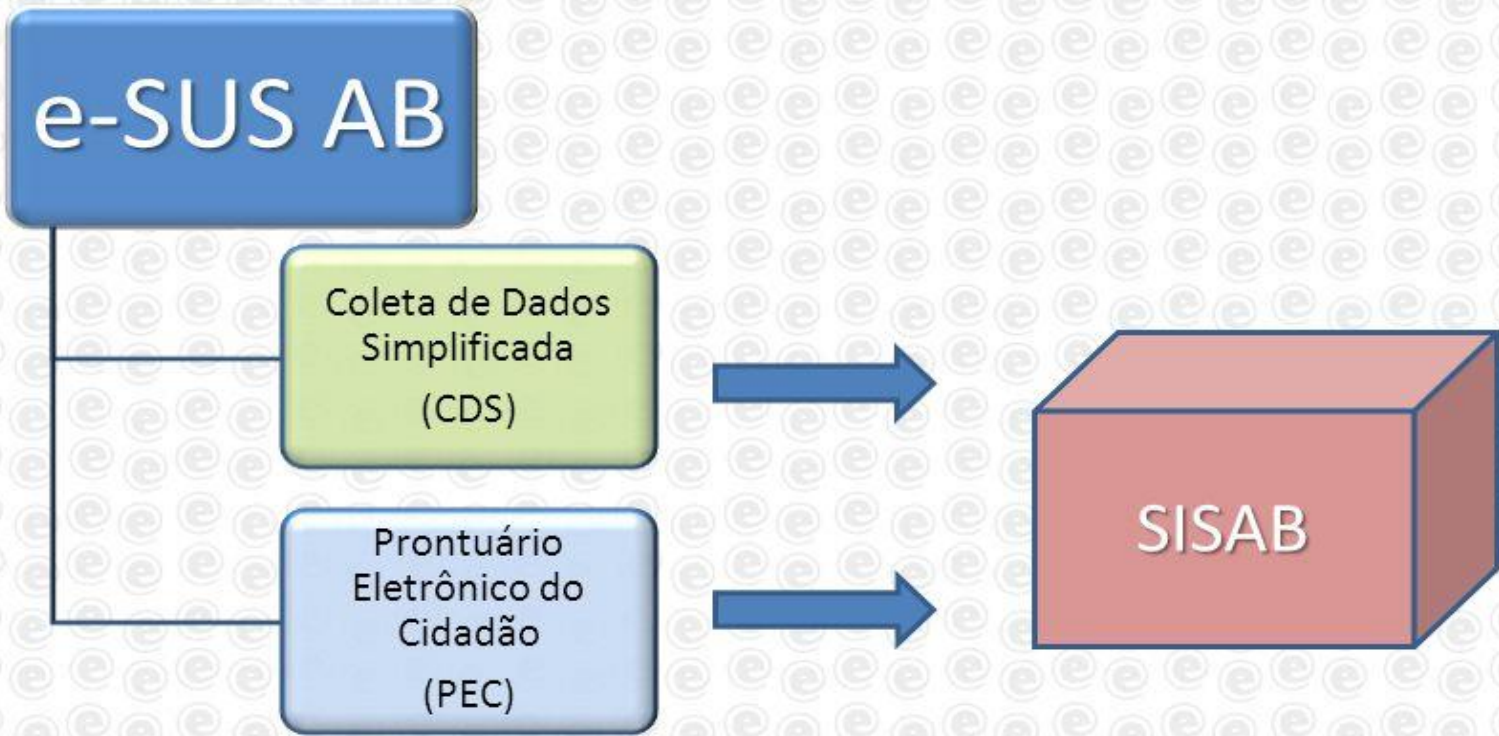 e-SUS AB
Coleta de Dados
Simplificada
(CDS)
Prontuário
Eletrônico do
Cidadão
(PEC)
SISAB